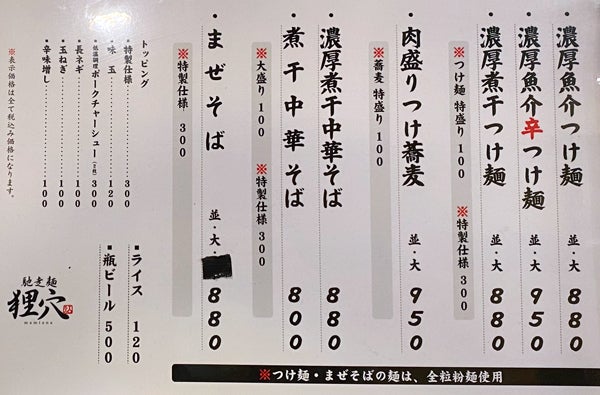 ・濃厚魚介つけ麺 並・大 880
・濃厚魚介辛つけ麺 並・大 950
・濃厚煮干つけ麺 並・大 880
※つけ麺 特盛り 100 ※特製仕様 300
・肉盛りつけ蕎麦 並・大 950
※蕎麦 特盛り 100
・濃厚煮干中華そば 880
・煮干中華そば 800
※大盛り 100 ※特製仕様 300
・まぜそば 並・大 880
※特製仕様 300
トッピング
■特製仕様 300
■味玉 120
■低温調理 ポークチャーシュー 300
■長ネギ 100
■玉ねぎ 100
■辛味増し 100
■ライス 120
■瓶ビール 500
※表示価格は全て税込み価格になります。
馳走麺
狸穴
mamiana
※つけ麺・まぜそばの麺は、全粒粉麺使用